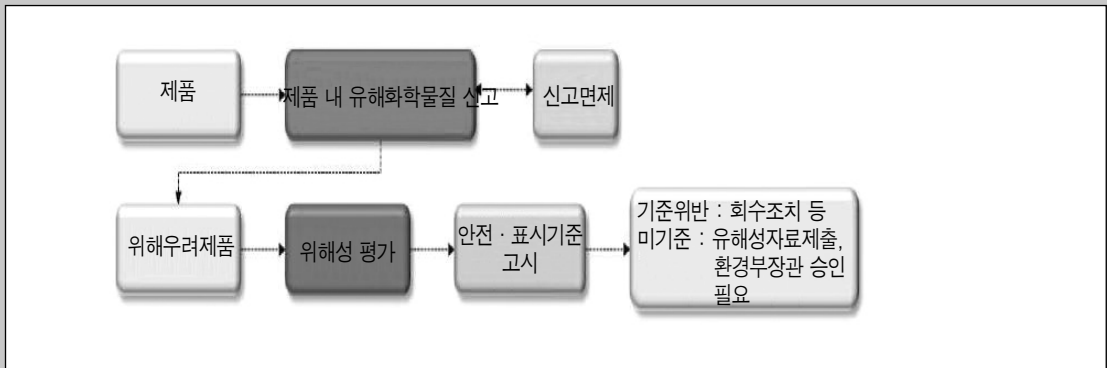 제품
제품 내 유해화학물질 신고
신고면제
위해우려제품
위해성 평가
안전 · 표시기준
고시
기준위반 : 회수조치 등
미기준 : 유해성자료제출,
환경부장관 승인
필요